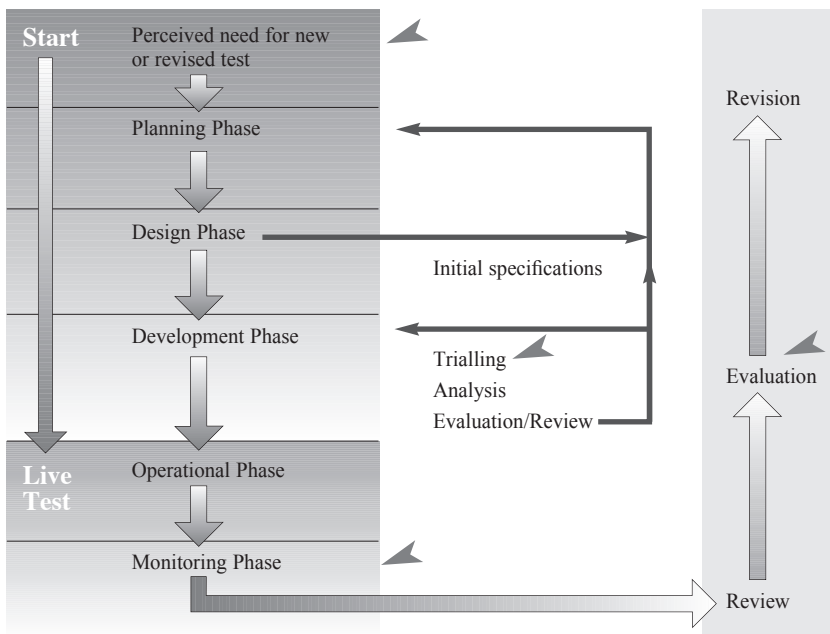 Start
Perceived need for new
or revised test
Planning Phase
Design Phase
Initial specifications
Development Phase
Trialling
Analysis
Evaluation/Review
Live
Test
Operational Phase
Monitoring Phase
Revision
Evaluation
Review